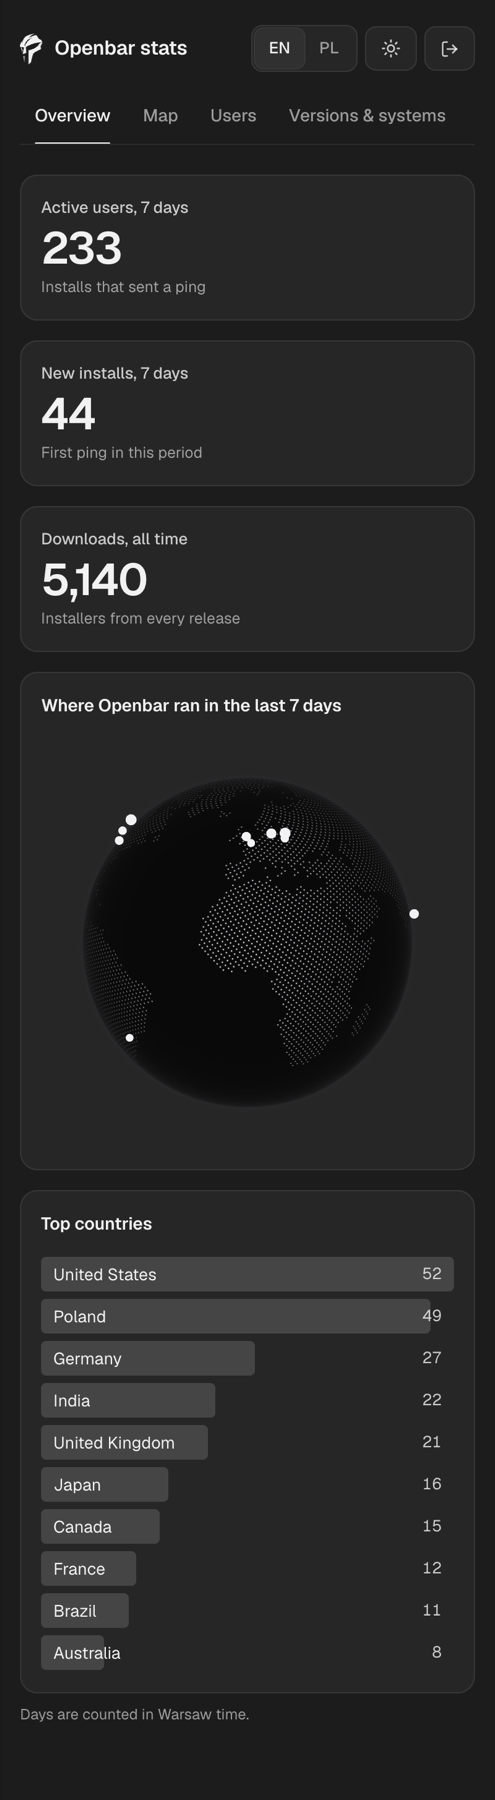 Openbar stats
EN PL
Overview Map Users Versions & systems
Active users, 7 days
233
Installs that sent a ping
New installs, 7 days
44
First ping in this period
Downloads, all time
5,140
Installers from every release
Where Openbar ran in the last 7 days
Top countries
United States 52
Poland 49
Germany 27
India 22
United Kingdom 21
Japan 16
Canada 15
France 12
Brazil 11
Australia 8
Days are counted in Warsaw time.